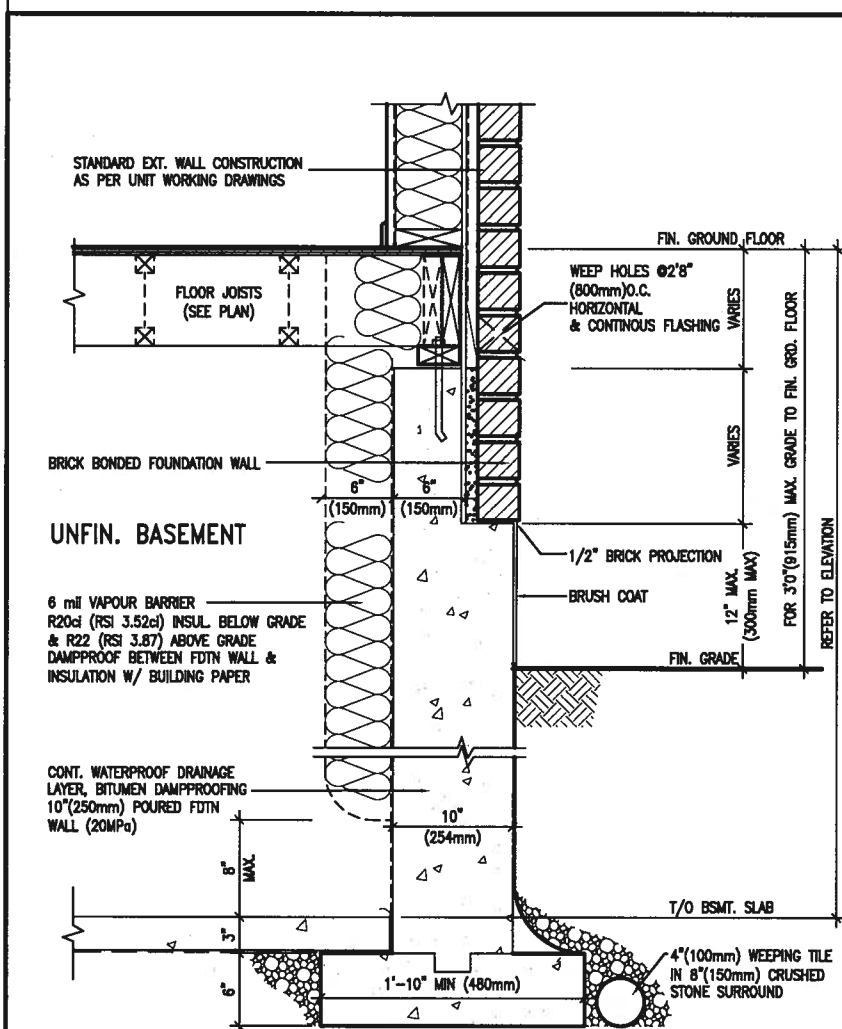 STANDARD EXT. WALL CONSTRUCTION
AS PER UNIT WORKING DRAWINGS
FIN. GROUND FLOOR
FLOOR JOISTS
(SEE PLAN)
WEEP HOLES @2'8"
(800mm)O.C.
HORIZONTAL
& CONTINOUS FLASHING
VARIES
VARIES
FOR 3'0"(915mm) MAX. GRADE TO FIN. GRD. FLOOR
REFER TO ELEVATION
BRICK BONDED FOUNDATION WALL
6"
(150mm)
6"
(150mm)
UNFIN. BASEMENT
1/2" BRICK PROJECTION
BRUSH COAT
12" MAX.
(300mm MAX)
6 mil VAPOUR BARRIER
R20ci (RSI 3.52ci) INSUL. BELOW GRADE
& R22 (RSI 3.87) ABOVE GRADE
DAMPPROOF BETWEEN FDTN WALL &
INSULATION W/ BUILDING PAPER
FIN. GRADE
CONT. WATERPROOF DRAINAGE
LAYER, BITUMEN DAMPPROOFING
10"(250mm) POURED FDTN
WALL (20MPa)
10"
(254mm)
8"
MAX.
T/O BSMT. SLAB
3"
6"
1'-10" MIN (480mm)
4"(100mm) WEEPING TILE
IN 8"(150mm) CRUSHED
STONE SURROUND